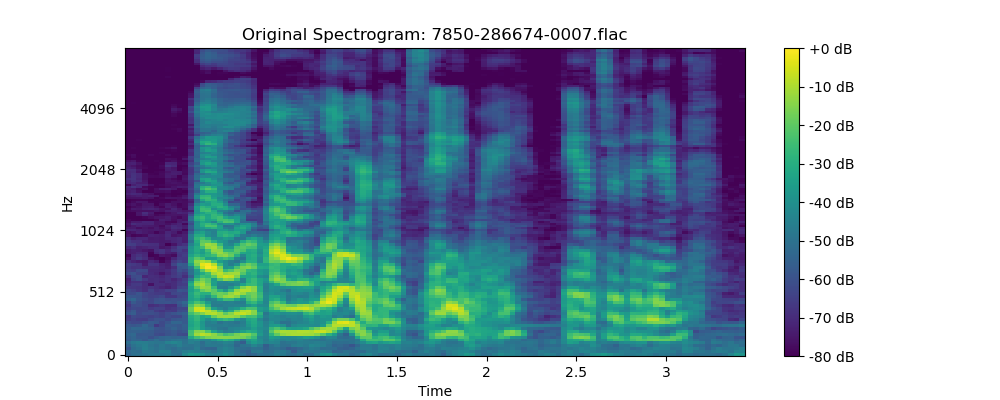 Original Spectrogram: 7850-286674-0007.flac
Hz
4096
2048
1024
512
0
0
0.5
1
1.5
2
2.5
3
Time
+0 dB
-10 dB
-20 dB
-30 dB
-40 dB
-50 dB
-60 dB
-70 dB
-80 dB